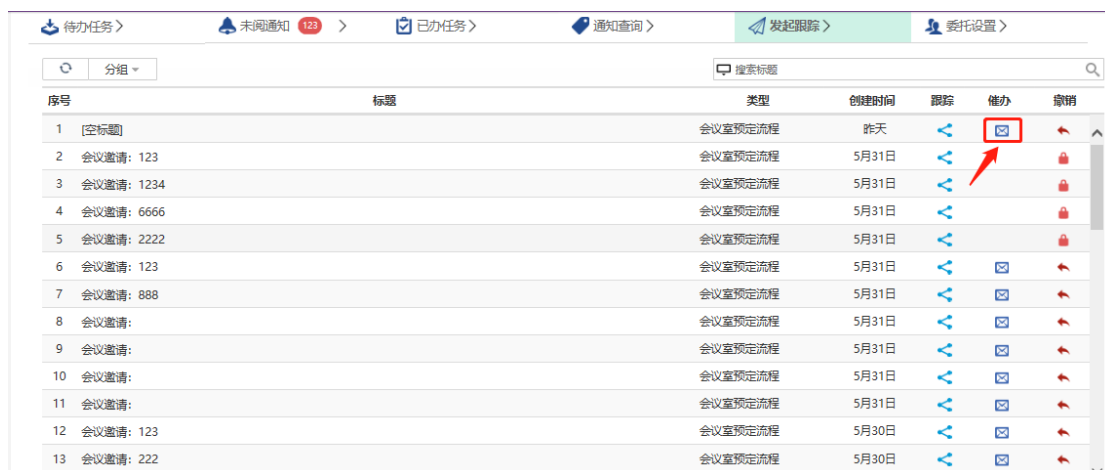 待办任务 未阅通知 123 已办任务 通知查询 发起跟踪 委托设置
分组 搜索标题
序号 标题 类型 创建时间 跟踪 催办 撤销
1 [空标题] 会议室预定流程 昨天
2 会议邀请: 123 会议室预定流程 5月31日
3 会议邀请: 1234 会议室预定流程 5月31日
4 会议邀请: 6666 会议室预定流程 5月31日
5 会议邀请: 2222 会议室预定流程 5月31日
6 会议邀请: 123 会议室预定流程 5月31日
7 会议邀请: 888 会议室预定流程 5月31日
8 会议邀请: 会议室预定流程 5月31日
9 会议邀请: 会议室预定流程 5月31日
10 会议邀请: 会议室预定流程 5月31日
11 会议邀请: 会议室预定流程 5月31日
12 会议邀请: 123 会议室预定流程 5月30日
13 会议邀请: 222 会议室预定流程 5月30日